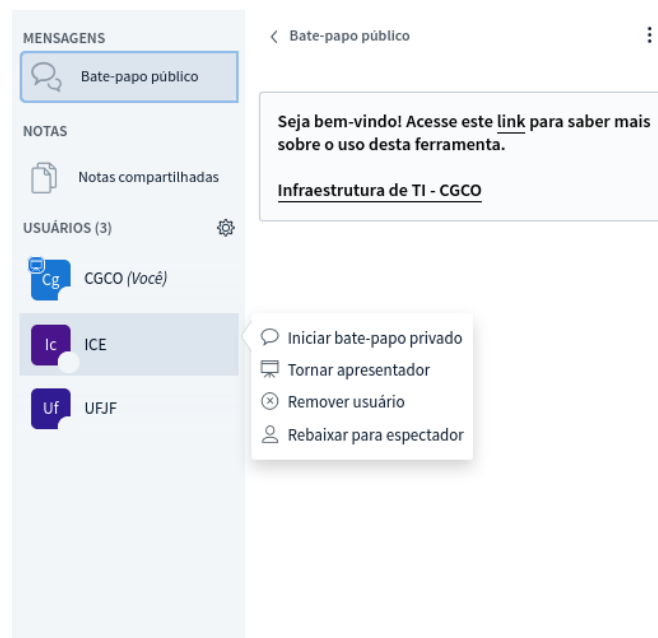 MENSAGENS
Bate-papo público
NOTAS
Notas compartilhadas
USUÁRIOS (3)
Cg
CGCO (Você)
Ic
ICE
Uf
UFJF
Bate-papo público
Seja bem-vindo! Acesse este link para saber mais
sobre o uso desta ferramenta.
Infraestrutura de TI - CGCO
Iniciar bate-papo privado
Tornar apresentador
Remover usuário
Rebaixar para espectador